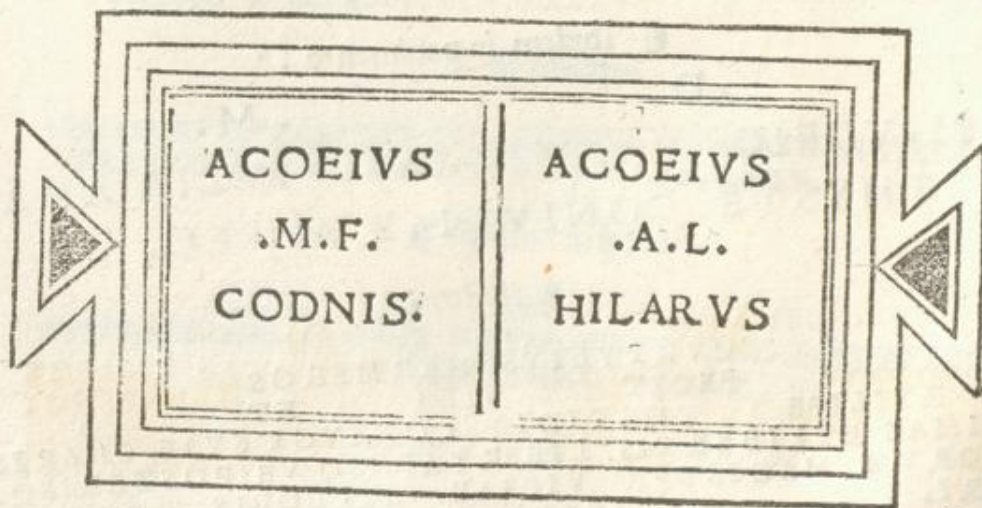 ACOEIVS
.M.F.
CODNIS.
ACOEIVS
.A.L.
HILARVS